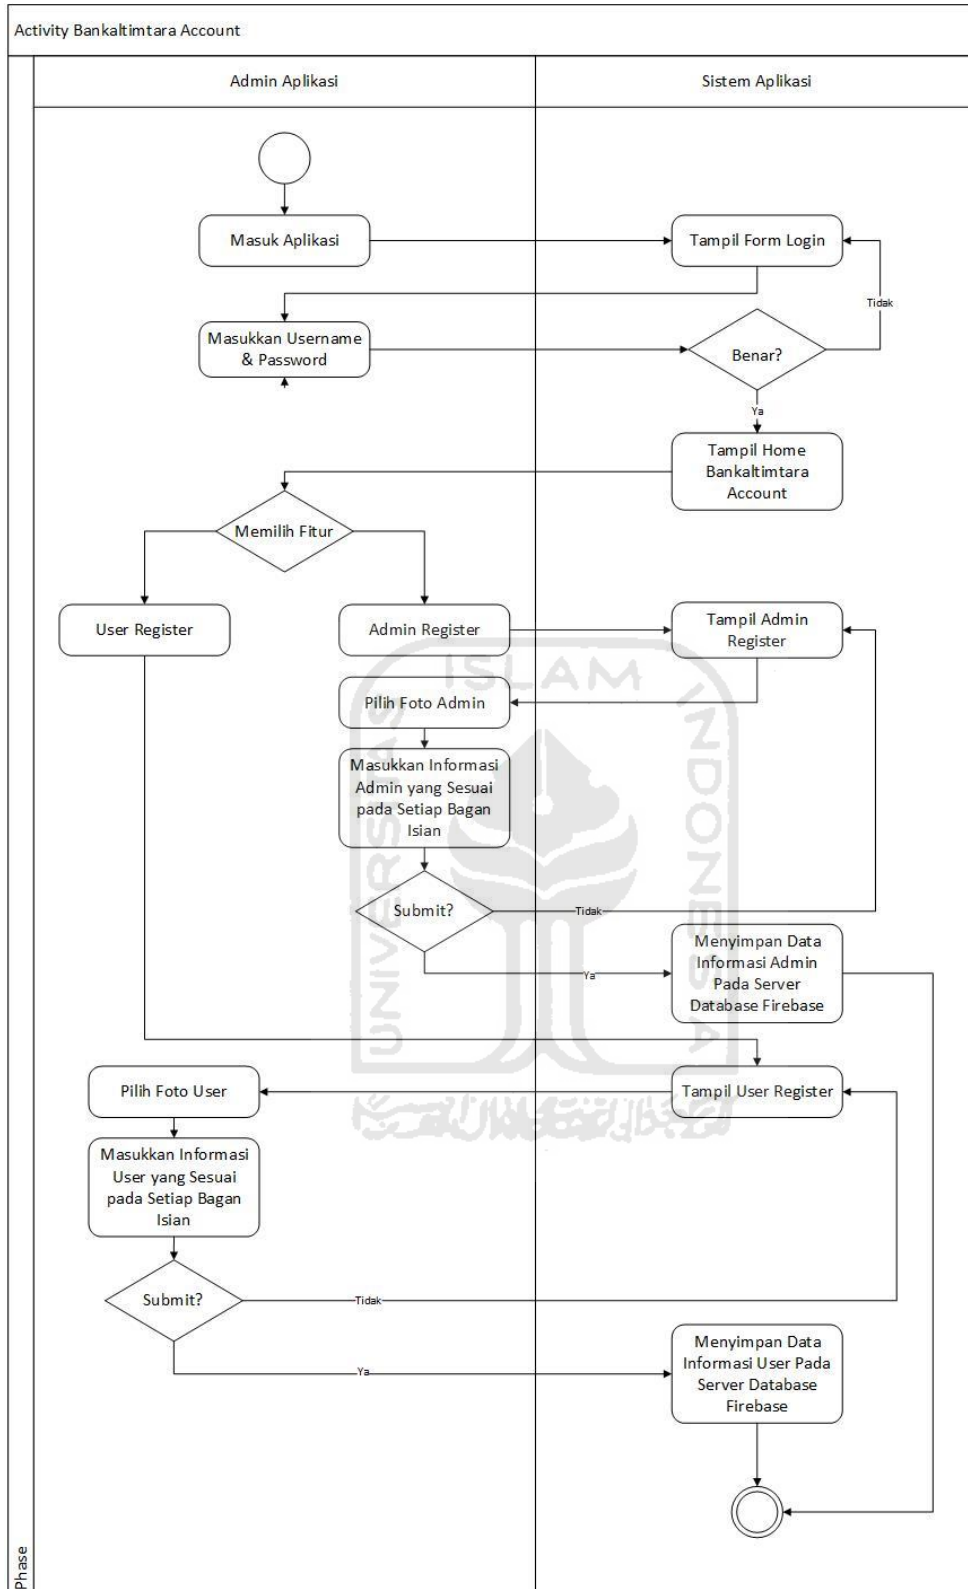 Activity Bankaltimtara Account
Admin Aplikasi
Sistem Aplikasi
Masuk Aplikasi
Tampil Form Login
Tidak
Masukkan Username
& Password
Benar?
Ya
Tampil Home
Bankaltimtara
Account
Memilih Fitur
User Register
Admin Register
Tampil Admin
Register
Pilih Foto Admin
Masukkan Informasi
Admin yang Sesuai
pada Setiap Bagan
Isian
Submit?
Tidak
Ya
Menyimpan Data
Informasi Admin
Pada Server
Database Firebase
Pilih Foto User
Tampil User Register
Masukkan Informasi
User yang Sesuai
pada Setiap Bagan
Isian
Submit?
Tidak
Ya
Menyimpan Data
Informasi User Pada
Server Database
Firebase
Phase
UNIVERSITAS
ISLAM
INDONESIA